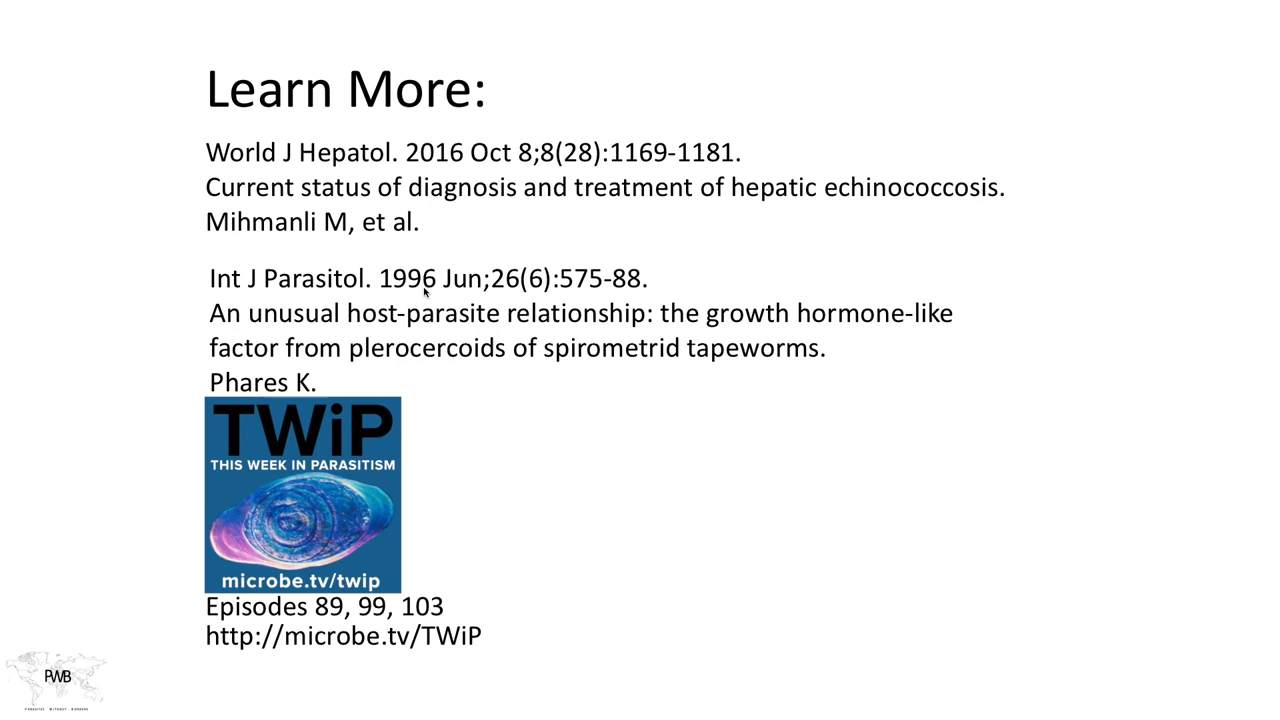 Learn More:
World J Hepatol. 2016 Oct 8;8(28):1169-1181.
Current status of diagnosis and treatment of hepatic echinococcosis.
Mihmanli M, et al.
Int J Parasitol. 1996 Jun;26(6):575-88.
An unusual host-parasite relationship: the growth hormone-like
factor from plerocercoids of spirometrid tapeworms.
Phares K.
TWiP
THIS WEEK IN PARASITISM
microbe.tv/twip
Episodes 89, 99, 103
http://microbe.tv/TWiP
PWB
PARASITES WITHOUT BORDERS